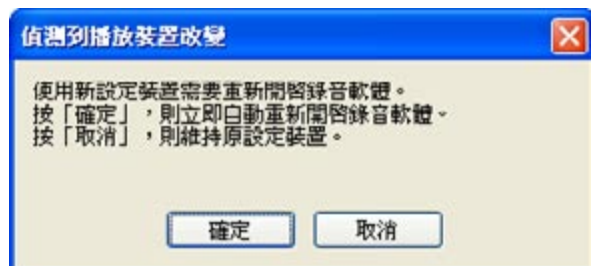 偵測到播放裝置改變
使用新設定裝置需要重新開啓錄音軟體。
按「確定」，則立即自動重新開啓錄音軟體。
按「取消」，則維持原設定裝置。
確定
取消